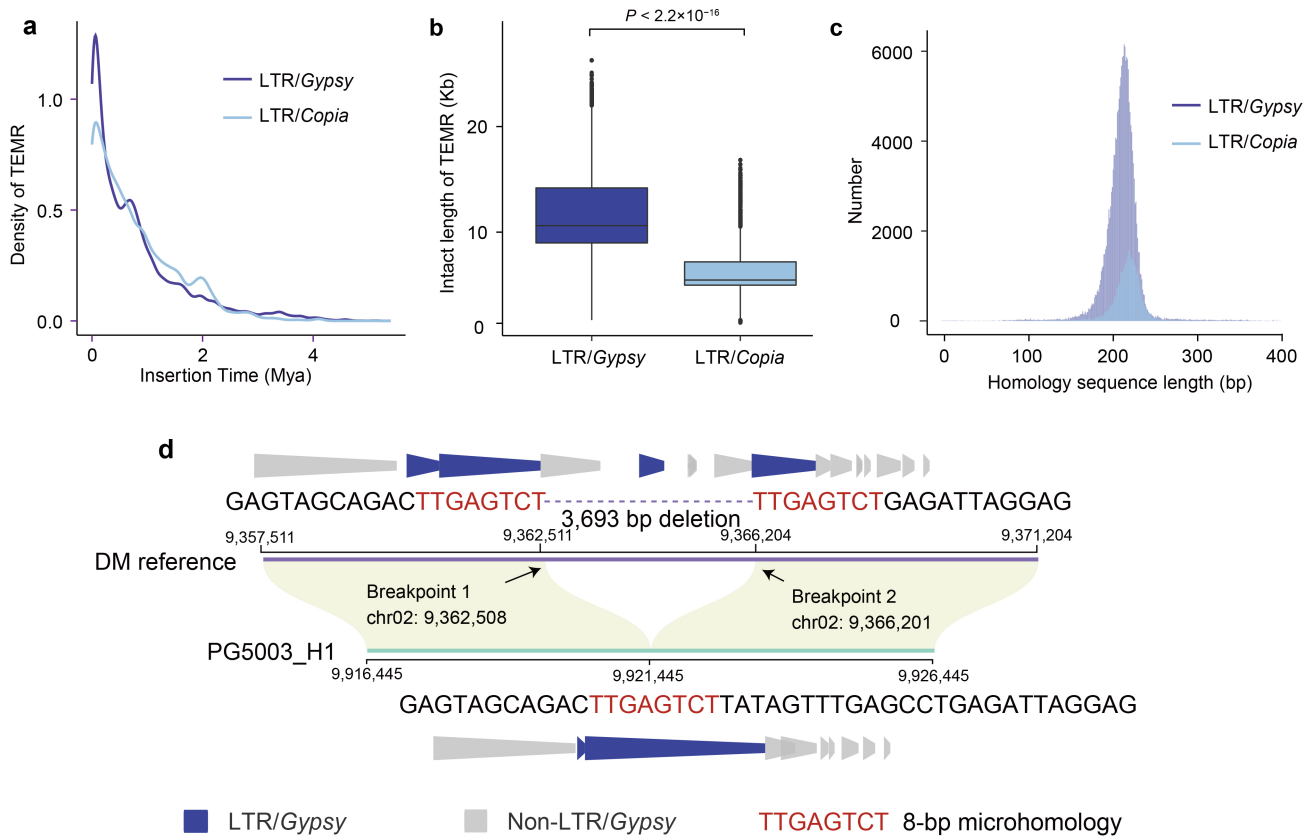 a
1.0
0.5
0.0
Density of TEMR
0 2 4
Insertion Time (Mya)
LTR/Gypsy
LTR/Copia
b
P < 2.2×10−16
20
10
0
Intact length of TEMR (Kb)
LTR/Gypsy LTR/Copia
c
6000
4000
2000
0
Number
0 100 200 300 400
Homology sequence length (bp)
LTR/Gypsy
LTR/Copia
d
GAGTAGCAGACTTGAGTCT TTGAGTCTGAGATTAGGAG
3,693 bp deletion
9,357,511 9,362,511 9,366,204 9,371,204
DM reference
Breakpoint 1
chr02: 9,362,508
Breakpoint 2
chr02: 9,366,201
PG5003_H1
9,916,445 9,921,445 9,926,445
GAGTAGCAGACTTGAGTCTTATAGTTTGAGCCTGAGATTAGGAG
LTR/Gypsy Non-LTR/Gypsy TTGAGTCT 8-bp microhomology